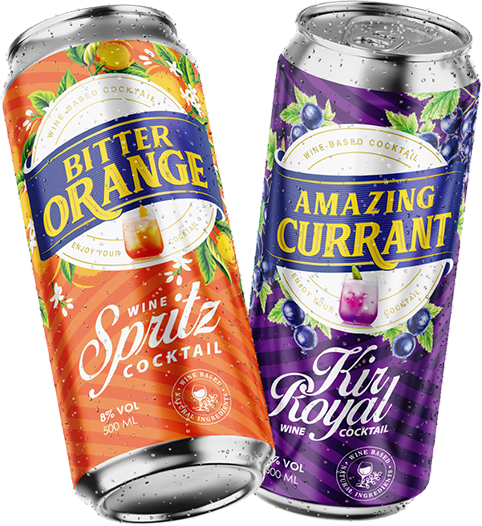 WINE-BASED COCKTAIL
BITTER
ORANGE
ENJOY YOUR COCKTAIL
WINE
Spritz
COCKTAIL
8% VOL
500 ML
WINE BASED
NATURAL INGREDIENTS
WINE-BASED COCKTAIL
AMAZING
CURRANT
ENJOY YOUR COCKTAIL
Kir
Royal
WINE COCKTAIL
% VOL
500 ML
WINE BASED
NATURAL INGREDIENTS